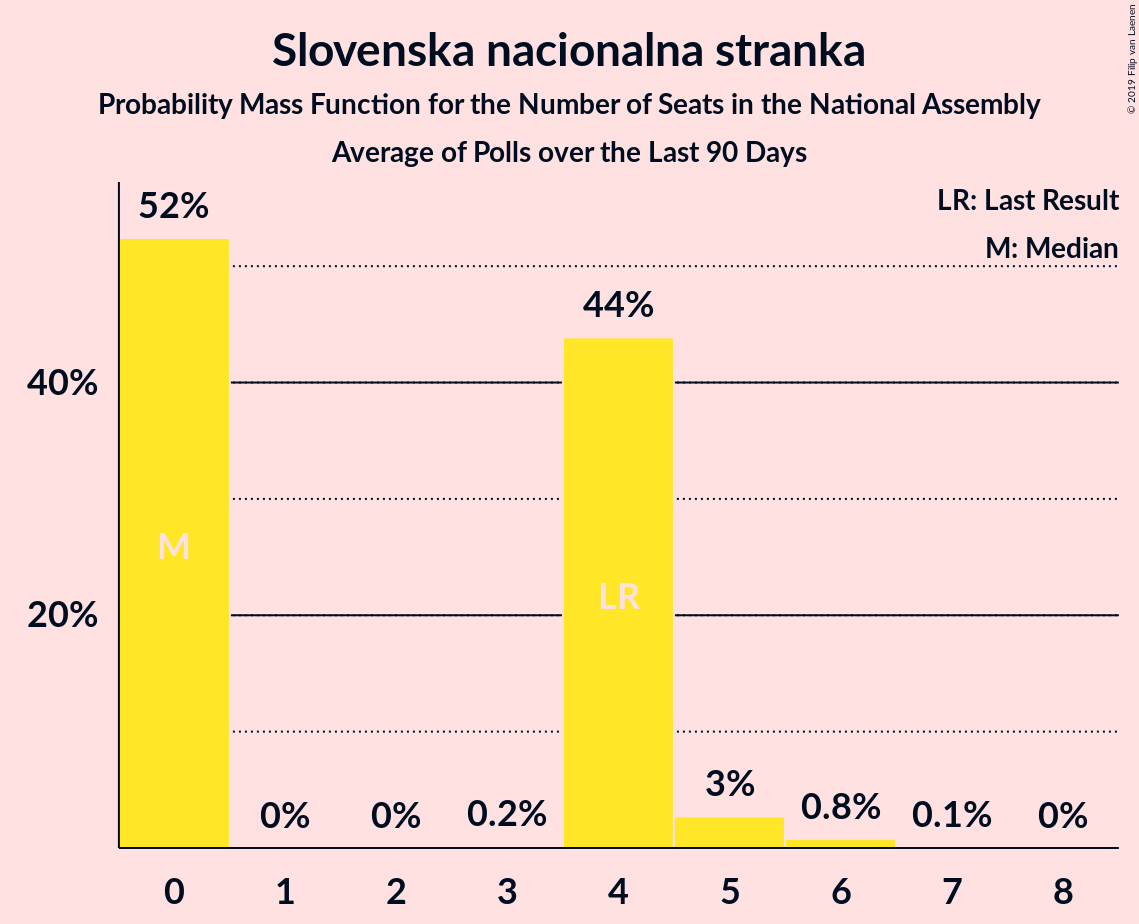 Slovenska nacionalna stranka
Probability Mass Function for the Number of Seats in the National Assembly
Average of Polls over the Last 90 Days
© 2019 Filip van Laenen
LR: Last Result
M: Median
52%
44%
40%
M
LR
20%
0%
0%
0.2%
3%
0.8%
0.1%
0%
0 1 2 3 4 5 6 7 8